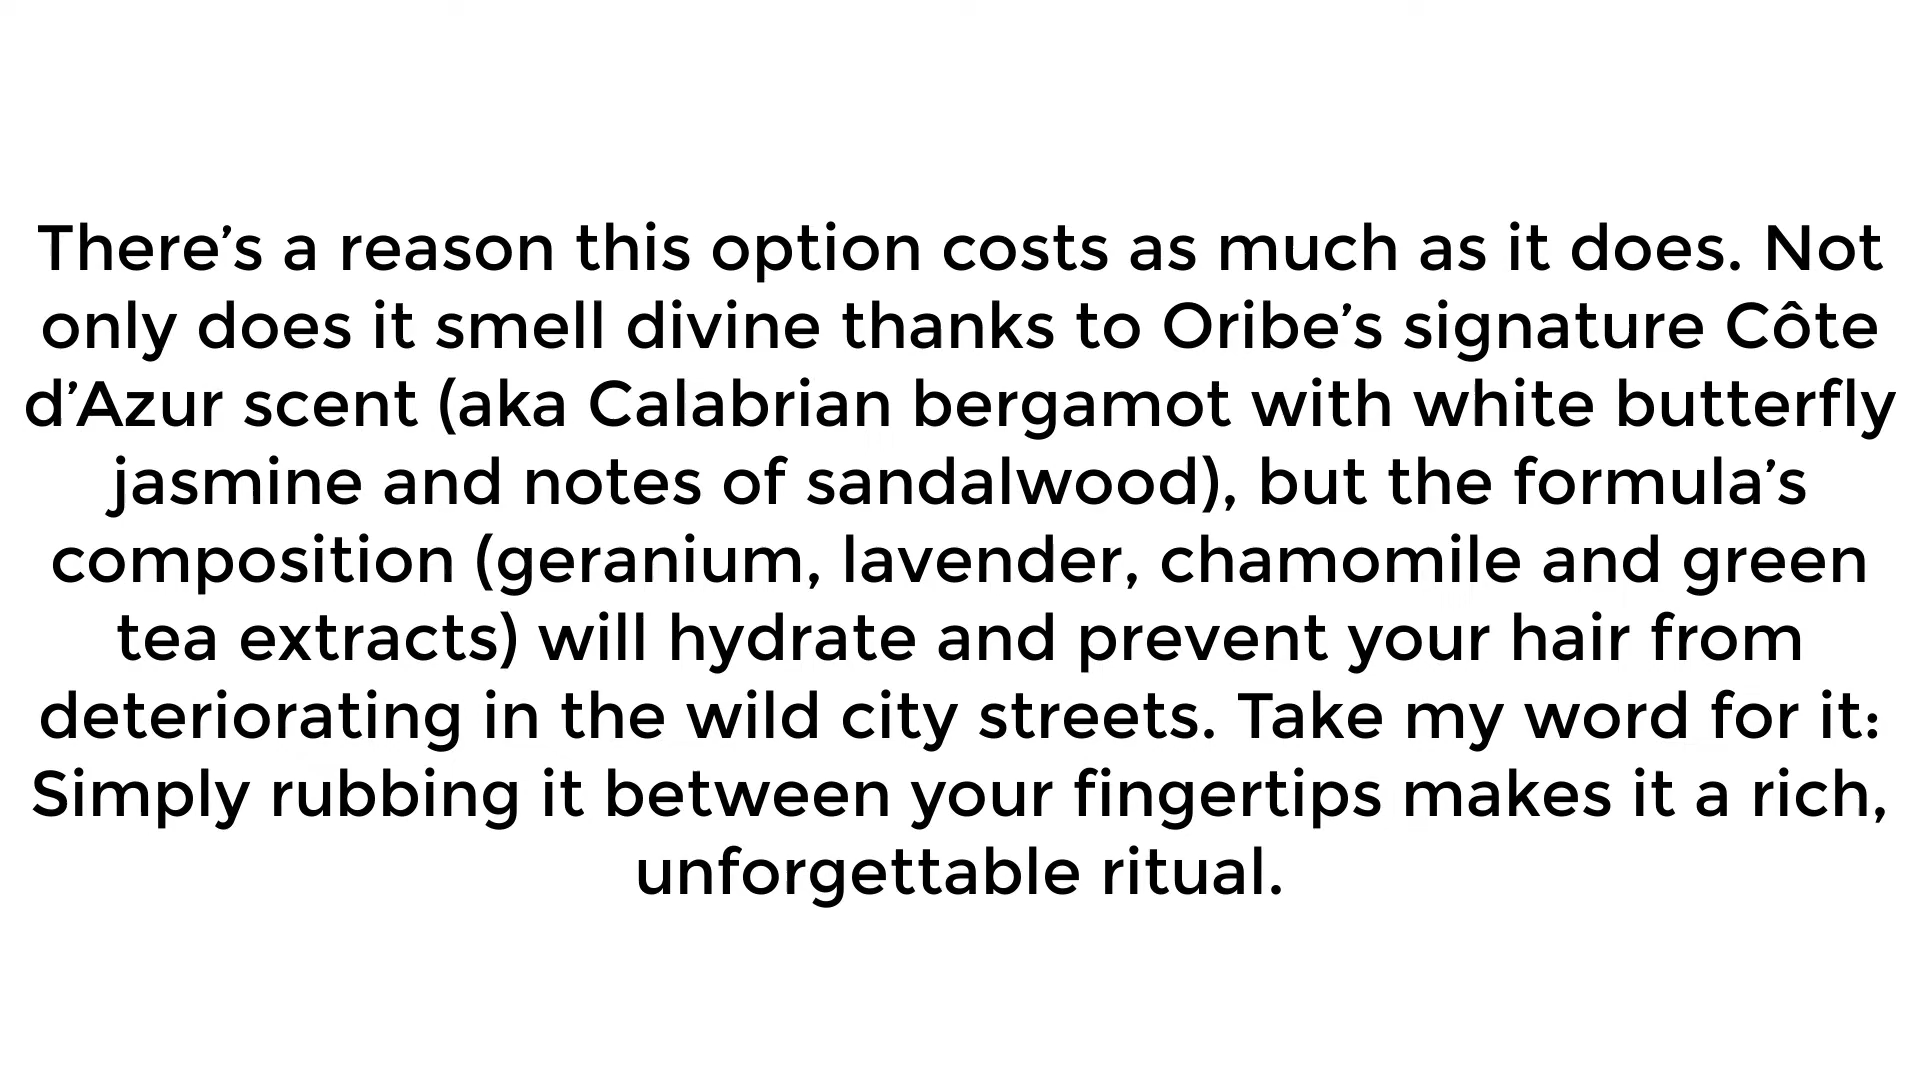 There’s a reason this option costs as much as it does. Not
only does it smell divine thanks to Oribe’s signature Côte
d’Azur scent (aka Calabrian bergamot with white butterfly
jasmine and notes of sandalwood), but the formula’s
composition (geranium, lavender, chamomile and green
tea extracts) will hydrate and prevent your hair from
deteriorating in the wild city streets. Take my word for it:
Simply rubbing it between your fingertips makes it a rich,
unforgettable ritual.